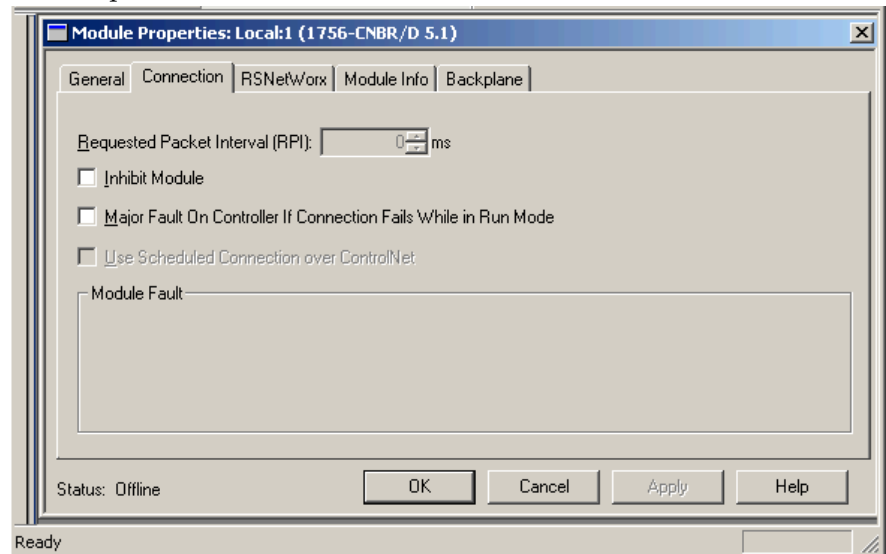 Module Properties: Local:1 (1756-CNBR/D 5.1)
General Connection RSNetWorx Module Info Backplane
Requested Packet Interval (RPI): 0 ms
Inhibit Module
Major Fault On Controller If Connection Fails While in Run Mode
Use Scheduled Connection over ControlNet
Module Fault
Status: Offline OK Cancel Apply Help
Ready